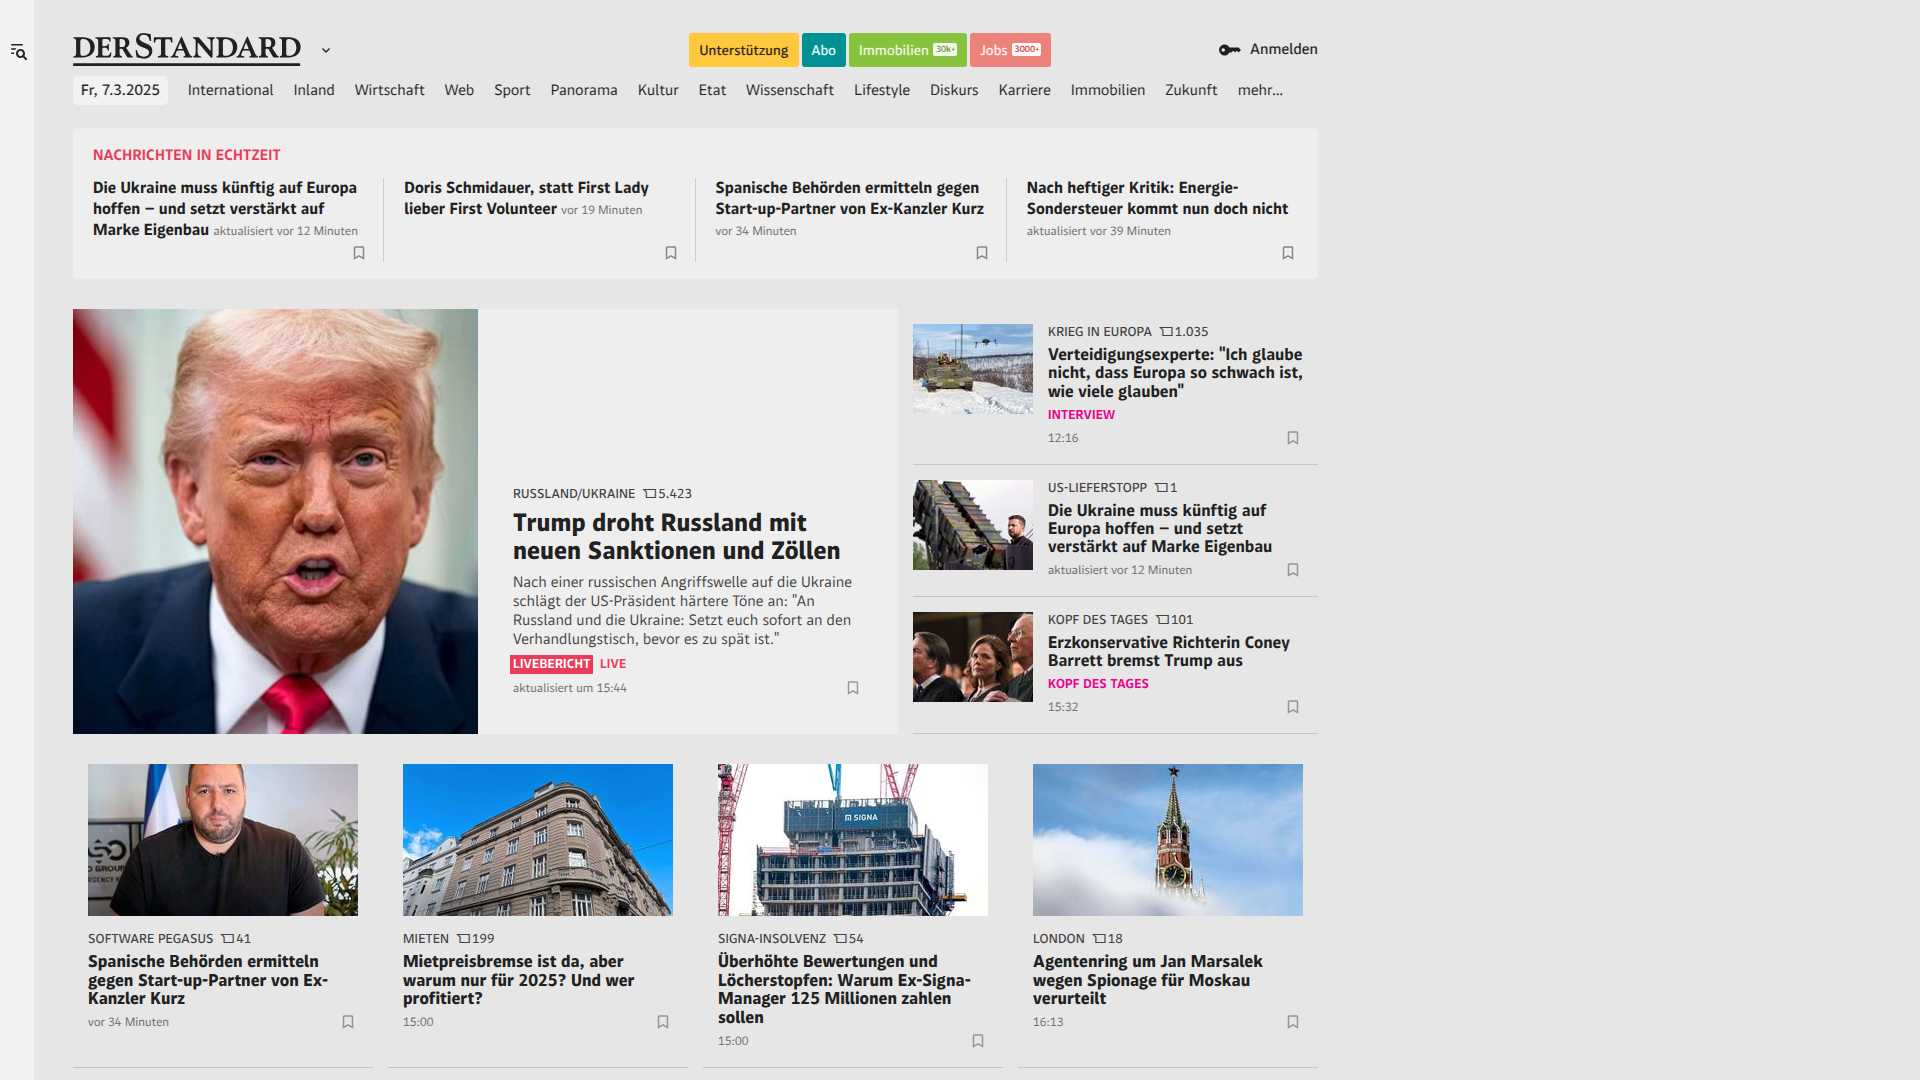 DERSTANDARD
Unterstützung
Abo
Immobilien 30k+
Jobs 3000+
Anmelden
Fr, 7.3.2025
International
Inland
Wirtschaft
Web
Sport
Panorama
Kultur
Etat
Wissenschaft
Lifestyle
Diskurs
Karriere
Immobilien
Zukunft
mehr...
NACHRICHTEN IN ECHTZEIT
Die Ukraine muss künftig auf Europa
hoffen – und setzt verstärkt auf
Marke Eigenbau aktualisiert vor 12 Minuten
Doris Schmidauer, statt First Lady
lieber First Volunteer vor 19 Minuten
Spanische Behörden ermitteln gegen
Start-up-Partner von Ex-Kanzler Kurz
vor 34 Minuten
Nach heftiger Kritik: Energie-
Sondersteuer kommt nun doch nicht
aktualisiert vor 39 Minuten
RUSSLAND/UKRAINE 5.423
Trump droht Russland mit
neuen Sanktionen und Zöllen
Nach einer russischen Angriffswelle auf die Ukraine
schlägt der US-Präsident härtere Töne an: "An
Russland und die Ukraine: Setzt euch sofort an den
Verhandlungstisch, bevor es zu spät ist."
LIVEBERICHT LIVE
aktualisiert um 15:44
KRIEG IN EUROPA 1.035
Verteidigungsexperte: "Ich glaube
nicht, dass Europa so schwach ist,
wie viele glauben"
INTERVIEW
12:16
US-LIEFERSTOPP 1
Die Ukraine muss künftig auf
Europa hoffen – und setzt
verstärkt auf Marke Eigenbau
aktualisiert vor 12 Minuten
KOPF DES TAGES 101
Erzkonservative Richterin Coney
Barrett bremst Trump aus
KOPF DES TAGES
15:32
SOFTWARE PEGASUS 41
Spanische Behörden ermitteln
gegen Start-up-Partner von Ex-
Kanzler Kurz
vor 34 Minuten
MIETEN 199
Mietpreisbremse ist da, aber
warum nur für 2025? Und wer
profitiert?
15:00
SIGNA
SIGNA-INSOLVENZ 54
Überhöhte Bewertungen und
Löcherstopfen: Warum Ex-Signa-
Manager 125 Millionen zahlen
sollen
15:00
LONDON 18
Agentenring um Jan Marsalek
wegen Spionage für Moskau
verurteilt
16:13